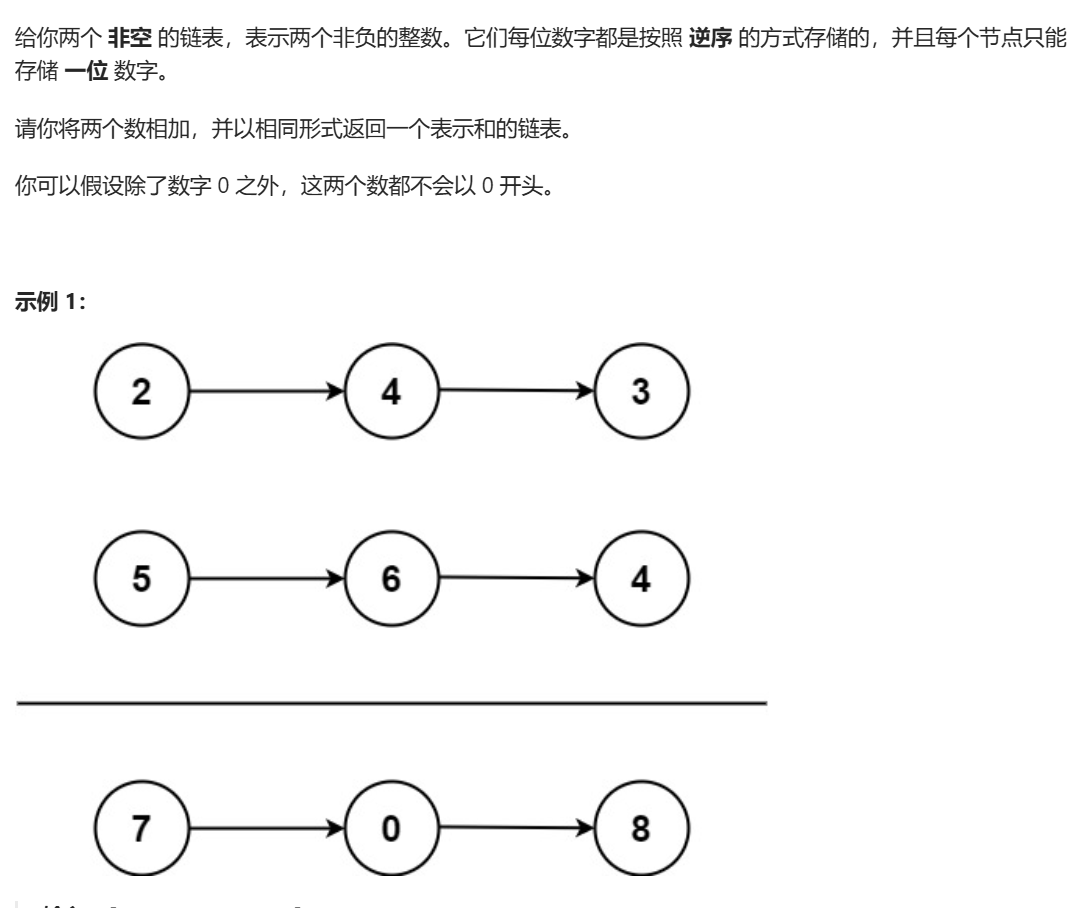 给你两个 非空 的链表，表示两个非负的整数。它们每位数字都是按照 逆序 的方式存储的，并且每个节点只能
存储 一位 数字。
请你将两个数相加，并以相同形式返回一个表示和的链表。
你可以假设除了数字 0 之外，这两个数都不会以 0 开头。
示例 1：
2 4 3
5 6 4
7 0 8